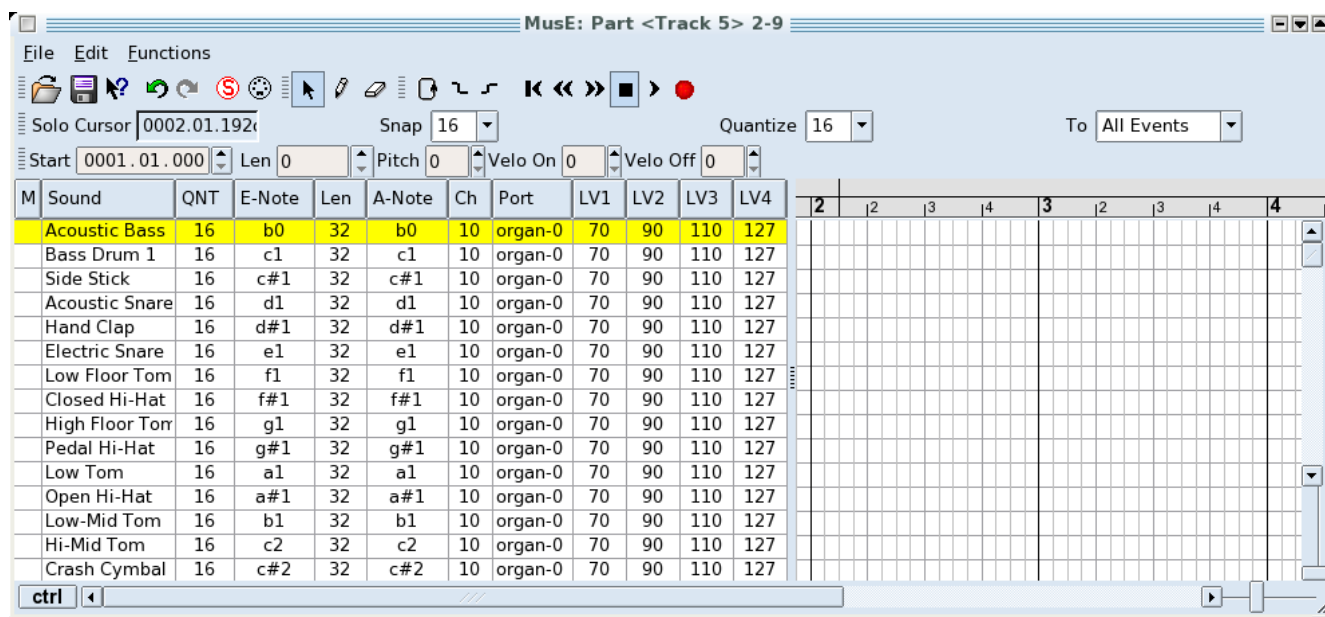 MusE: Part <Track 5> 2-9
File Edit Functions
Solo Cursor 0002.01.192 Snap 16 Quantize 16 To All Events
Start 0001.01.000 Len 0 Pitch 0 Velo On 0 Velo Off 0
M Sound QNT E-Note Len A-Note Ch Port LV1 LV2 LV3 LV4 2 2 3 4 3 2 3 4 4
Acoustic Bass 16 b0 32 b0 10 organ-0 70 90 110 127
Bass Drum 1 16 c1 32 c1 10 organ-0 70 90 110 127
Side Stick 16 c#1 32 c#1 10 organ-0 70 90 110 127
Acoustic Snare 16 d1 32 d1 10 organ-0 70 90 110 127
Hand Clap 16 d#1 32 d#1 10 organ-0 70 90 110 127
Electric Snare 16 e1 32 e1 10 organ-0 70 90 110 127
Low Floor Tom 16 f1 32 f1 10 organ-0 70 90 110 127
Closed Hi-Hat 16 f#1 32 f#1 10 organ-0 70 90 110 127
High Floor Tom 16 g1 32 g1 10 organ-0 70 90 110 127
Pedal Hi-Hat 16 g#1 32 g#1 10 organ-0 70 90 110 127
Low Tom 16 a1 32 a1 10 organ-0 70 90 110 127
Open Hi-Hat 16 a#1 32 a#1 10 organ-0 70 90 110 127
Low-Mid Tom 16 b1 32 b1 10 organ-0 70 90 110 127
Hi-Mid Tom 16 c2 32 c2 10 organ-0 70 90 110 127
Crash Cymbal 16 c#2 32 c#2 10 organ-0 70 90 110 127
ctrl